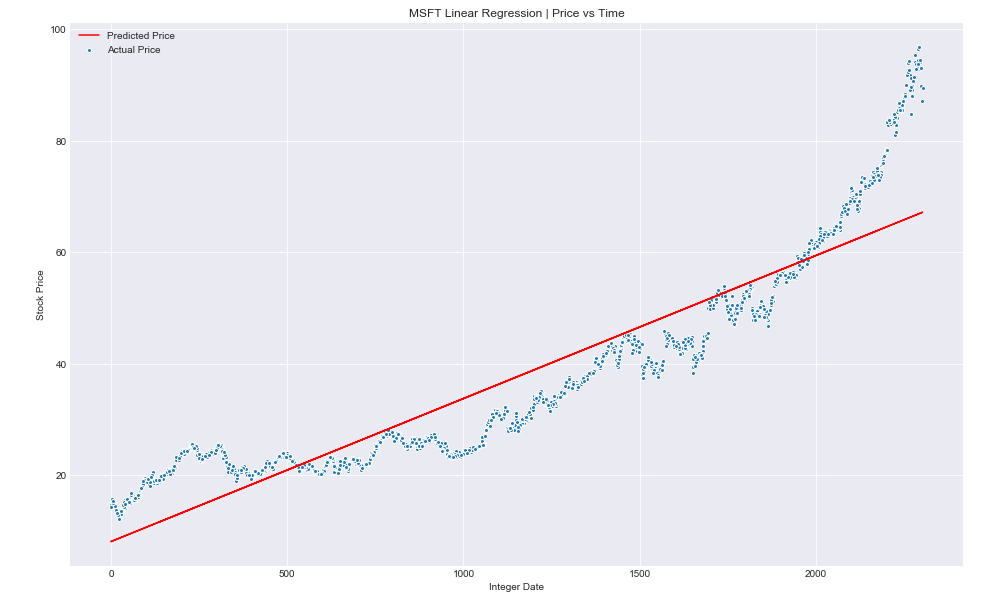 MSFT Linear Regression | Price vs Time
Predicted Price
Actual Price
100
80
60
40
20
Stock Price
0 500 1000 1500 2000
Integer Date